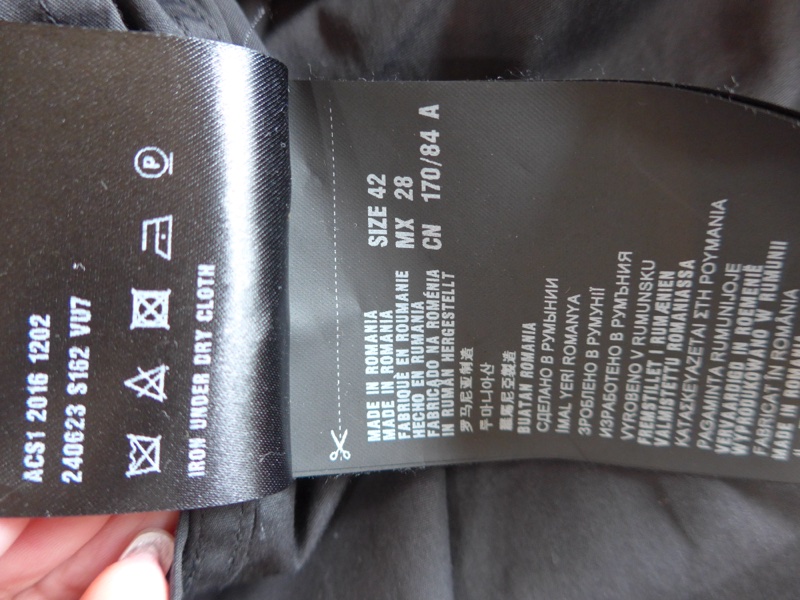 ACS1 2016 1202
240623 S162 VU7
P
IRON UNDER DRY CLOTH
SIZE 42
MX 28
CN 170/84 A
MADE IN ROMANIA
MADE IN ROMANIA
FABRIQUÉ EN ROUMANIE
HECHO EN RUMANIA
FABRICADO NA ROMÉNIA
IN RUMÄN HERGESTELLT
罗马尼亚制造
루마니아산
羅馬尼亞製造
BUATAN ROMANIA
СДЕЛАНО В РУМЫНИИ
IMAL YERI ROMANYA
ЗРОБЛЕНО В РУМУНІЇ
ИЗРАБОТЕНО В РУМЪНИЯ
VYROBENO V RUMUNSKU
FREMSTILLET I RUMÆNIEN
VALMISTETTU ROMANIASSA
ΚΑΤΑΣΚΕΥΑΖΕΤΑΙ ΣΤΗ ΡΟΥΜΑΝΙΑ
PAGAMINTA RUMUNIJOJE
VERVAARDIGD IN ROEMENIË
WYPRODUKOWANO W RUMUNII
FABRICAT ÎN ROMÂNIA
MADE IN ROMANIA